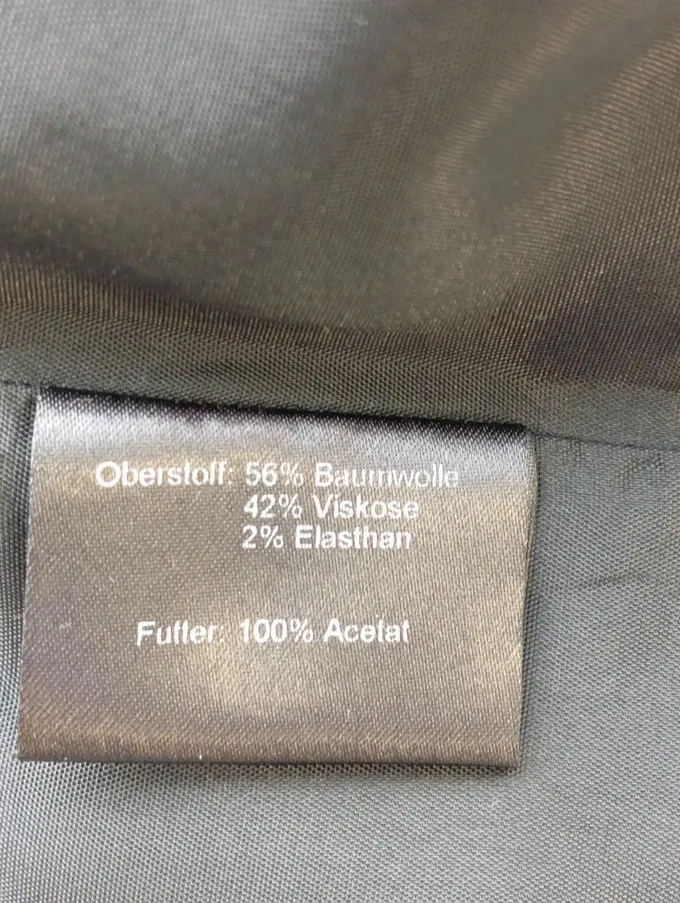 Oberstoff: 56% Baumwolle
42% Viskose
2% Elasthan
Futter: 100% Acetat